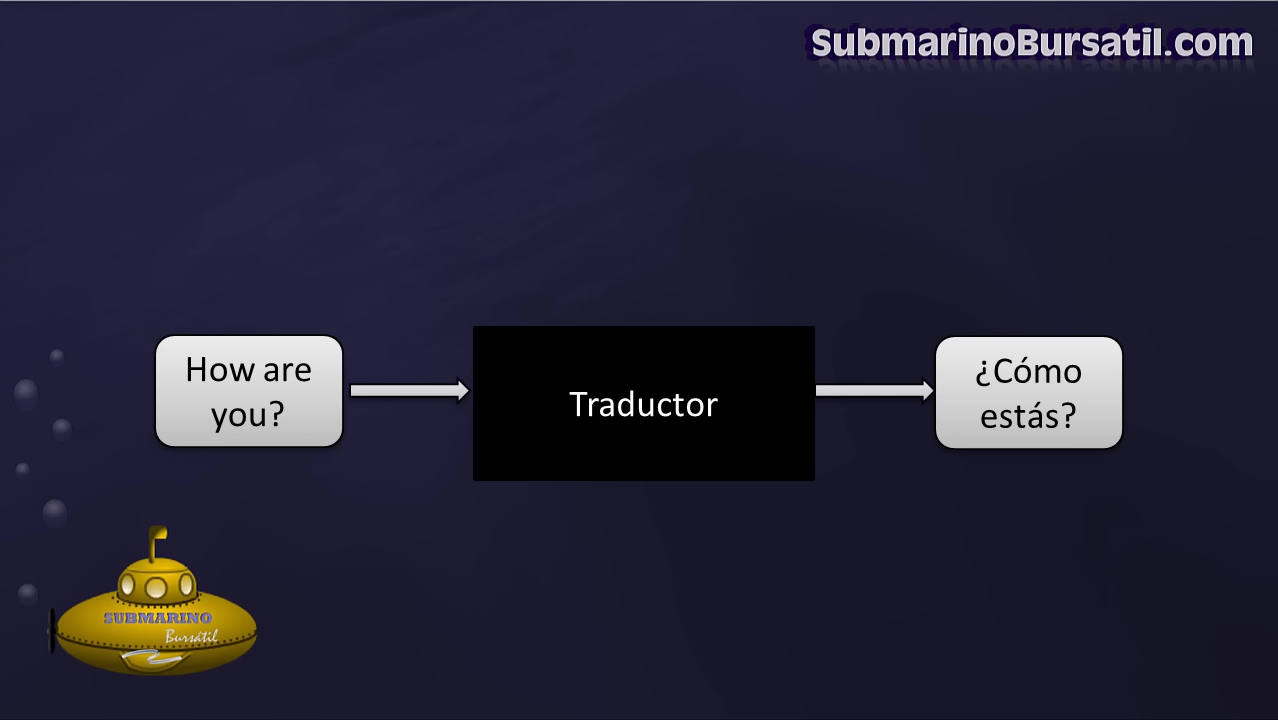 SubmarinoBursatil.com
How are
you?
Traductor
¿Cómo
estás?
SUBMARINO
Bursátil